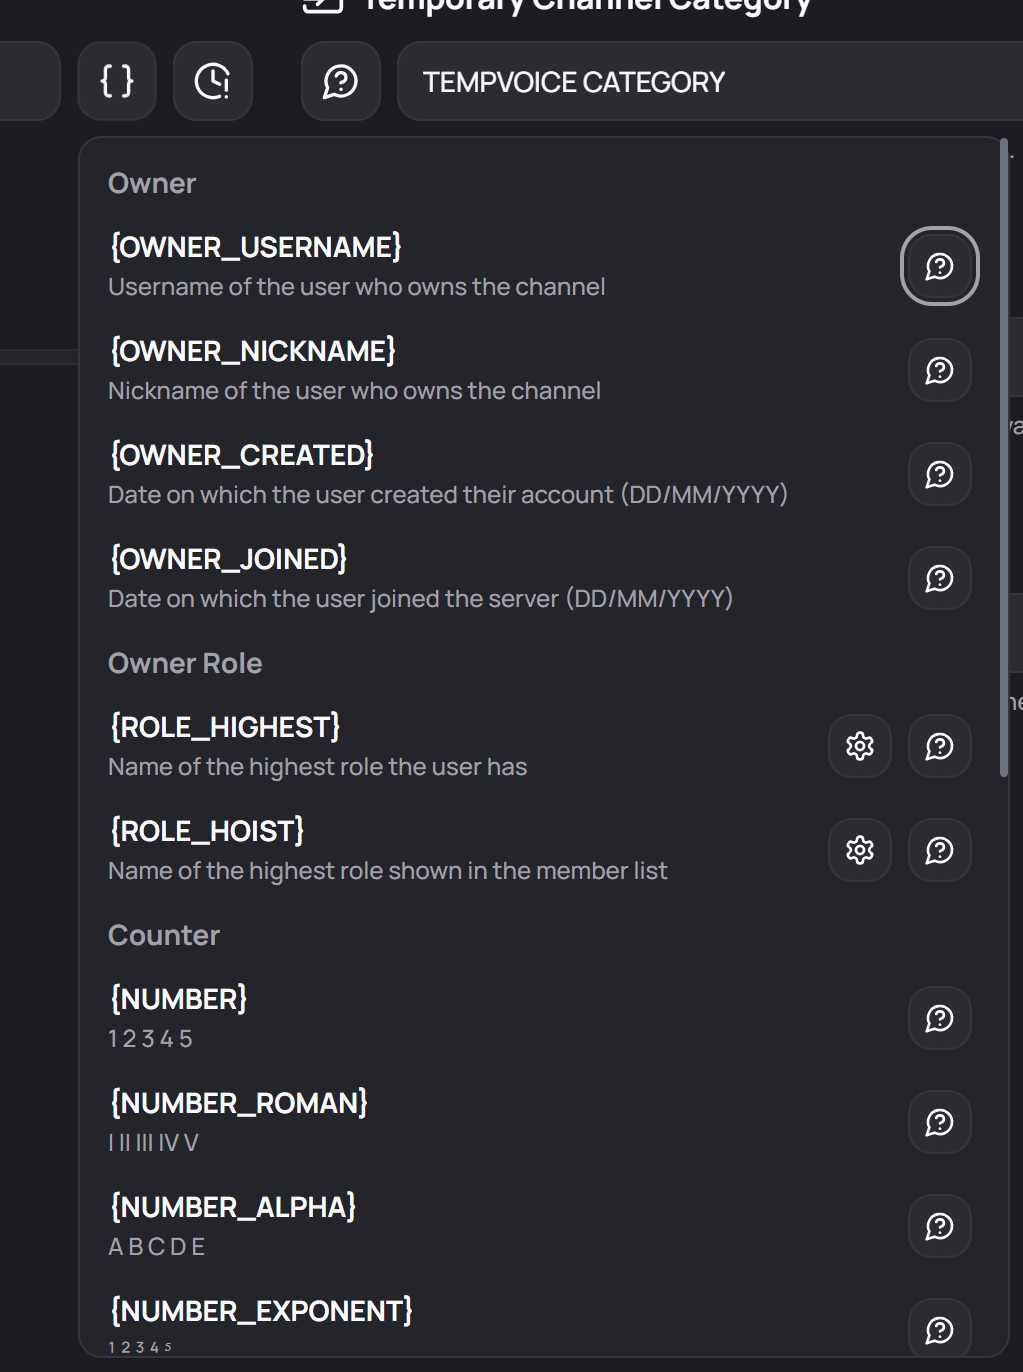 Temporary Channel Category
{ }
TEMPVOICE CATEGORY
Owner
{OWNER_USERNAME}
Username of the user who owns the channel
{OWNER_NICKNAME}
Nickname of the user who owns the channel
{OWNER_CREATED}
Date on which the user created their account (DD/MM/YYYY)
{OWNER_JOINED}
Date on which the user joined the server (DD/MM/YYYY)
Owner Role
{ROLE_HIGHEST}
Name of the highest role the user has
{ROLE_HOIST}
Name of the highest role shown in the member list
Counter
{NUMBER}
1 2 3 4 5
{NUMBER_ROMAN}
I II III IV V
{NUMBER_ALPHA}
A B C D E
{NUMBER_EXPONENT}
¹ ² ³ ⁴ ⁵